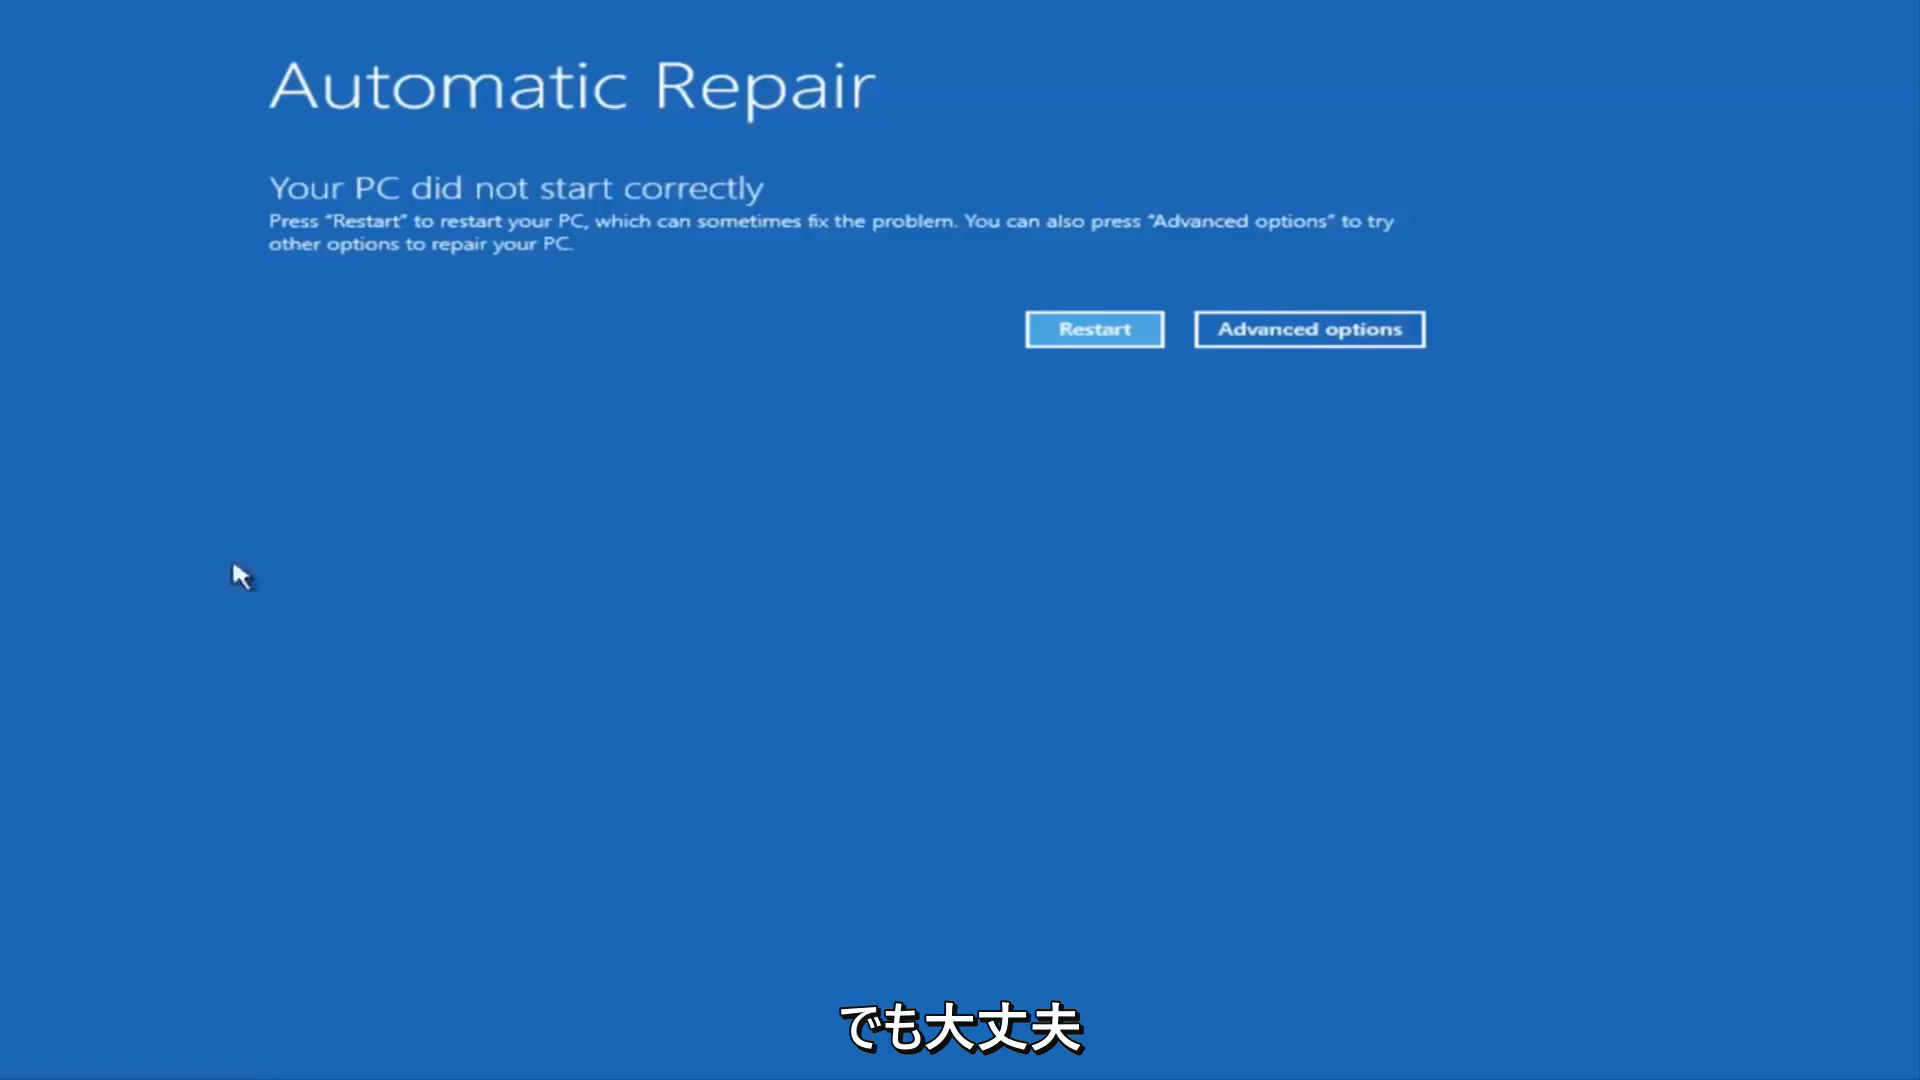 Automatic Repair
Your PC did not start correctly
Press “Restart” to restart your PC, which can sometimes fix the problem. You can also press “Advanced options” to try
other options to repair your PC.
Restart
Advanced options
でも大丈夫